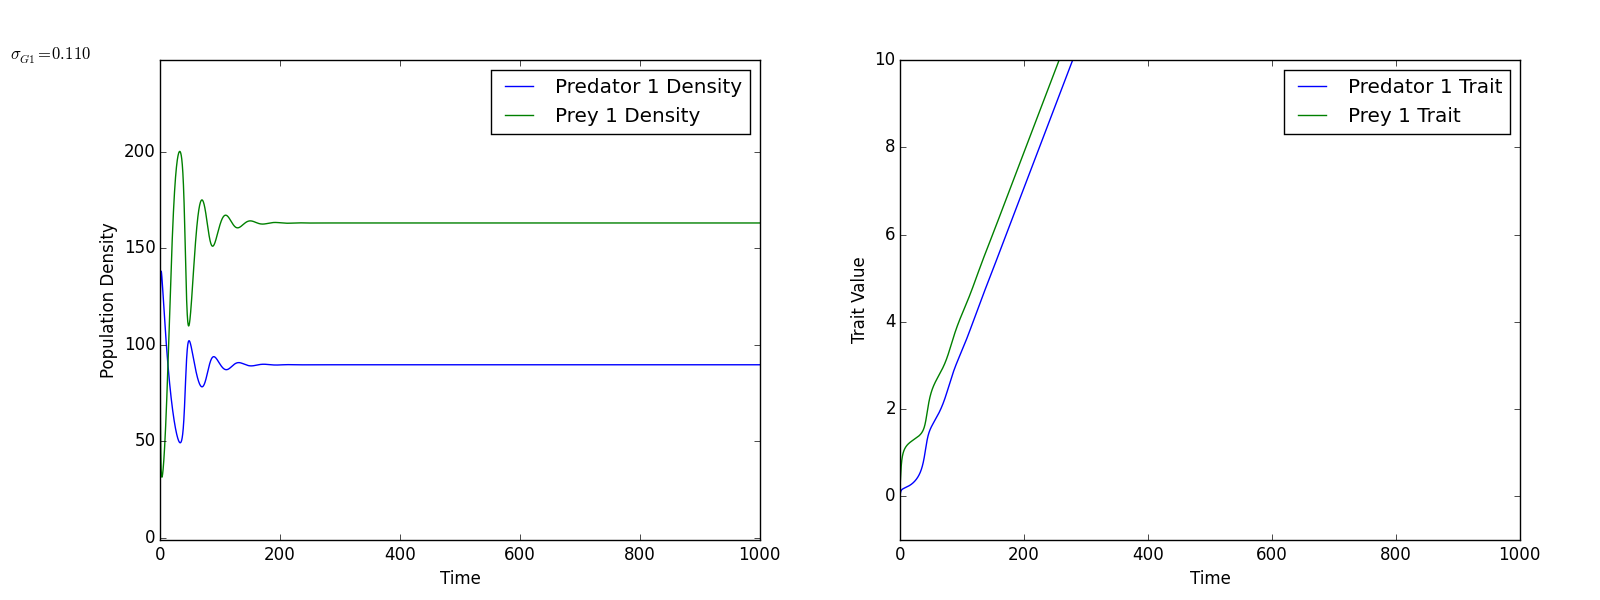 σ_G1=0.110
Predator 1 Density
Prey 1 Density
200
150
100
50
0
Population Density
0 200 400 600 800 1000
Time
Predator 1 Trait
Prey 1 Trait
10
8
6
4
2
0
Trait Value
0 200 400 600 800 1000
Time